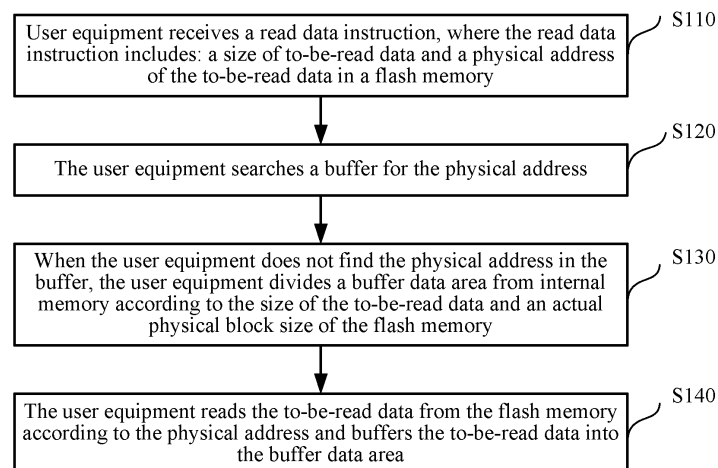 S110
User equipment receives a read data instruction, where the read data
instruction includes: a size of to-be-read data and a physical address
of the to-be-read data in a flash memory
S120
The user equipment searches a buffer for the physical address
S130
When the user equipment does not find the physical address in the
buffer, the user equipment divides a buffer data area from internal
memory according to the size of the to-be-read data and an actual
physical block size of the flash memory
S140
The user equipment reads the to-be-read data from the flash memory
according to the physical address and buffers the to-be-read data into
the buffer data area